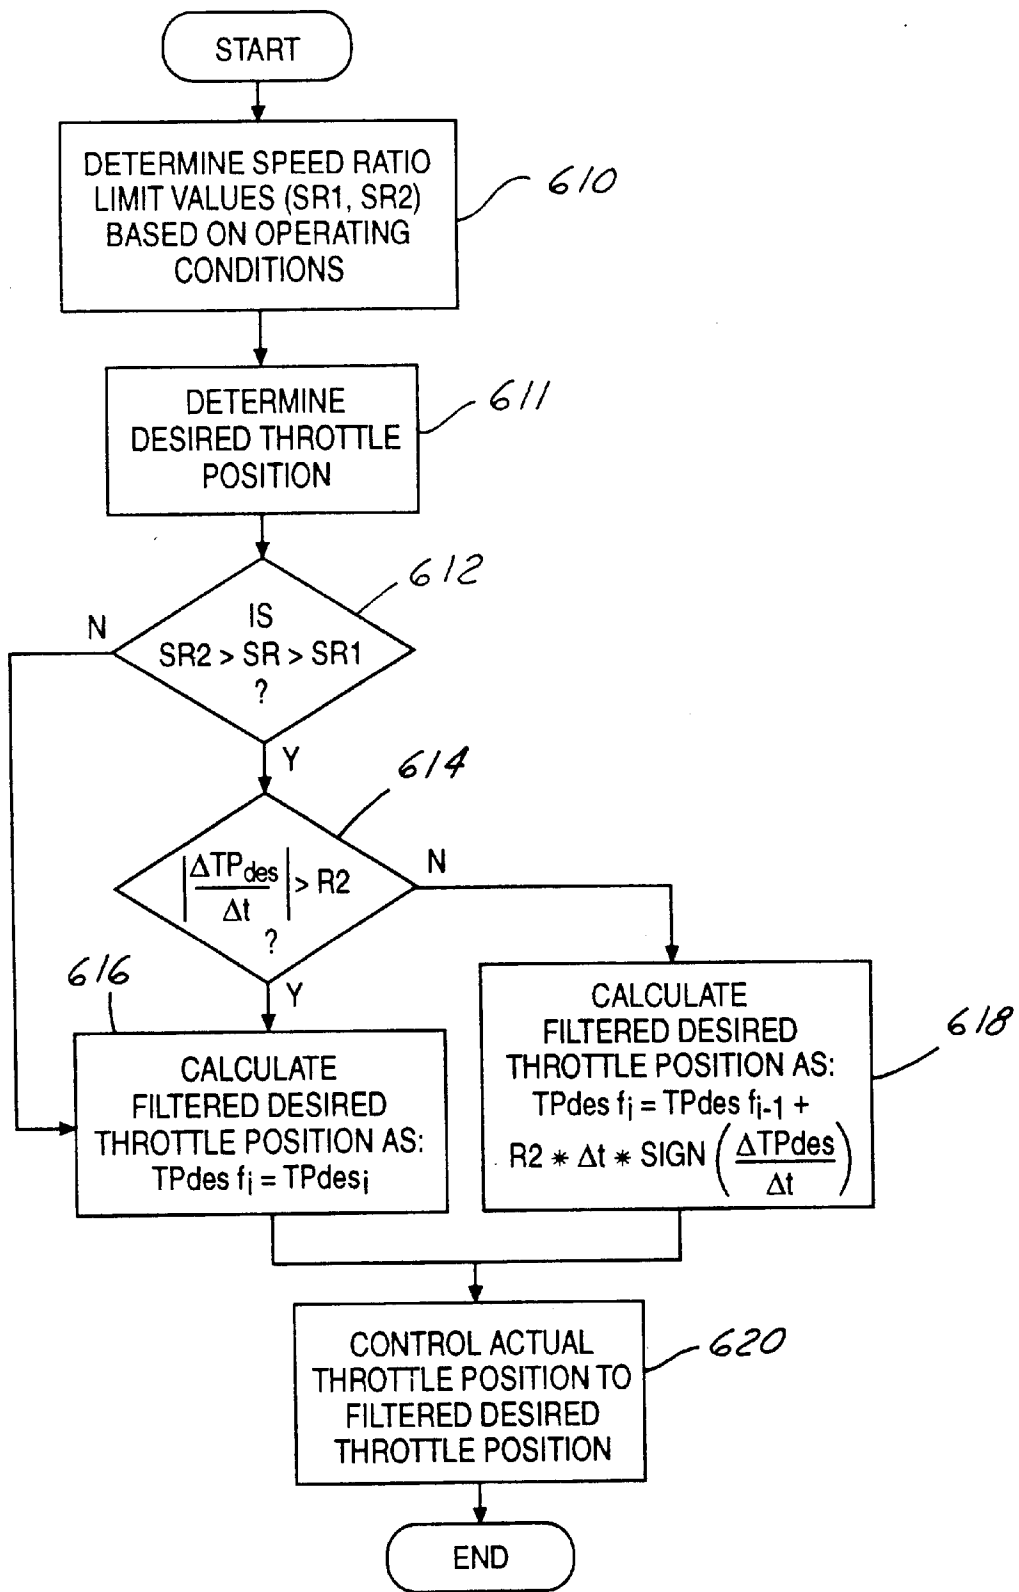 START
DETERMINE SPEED RATIO
LIMIT VALUES (SR1, SR2)
BASED ON OPERATING
CONDITIONS
610
DETERMINE
DESIRED THROTTLE
POSITION
611
612
N
IS
SR2 > SR > SR1
?
Y
614
|ΔTPdes/Δt| > R2
?
N
Y
616
CALCULATE
FILTERED DESIRED
THROTTLE POSITION AS:
TPdes fi = TPdesi
CALCULATE
FILTERED DESIRED
THROTTLE POSITION AS:
TPdes fi = TPdes fi-1 +
R2 * Δt * SIGN (ΔTPdes/Δt)
618
CONTROL ACTUAL
THROTTLE POSITION TO
FILTERED DESIRED
THROTTLE POSITION
620
END